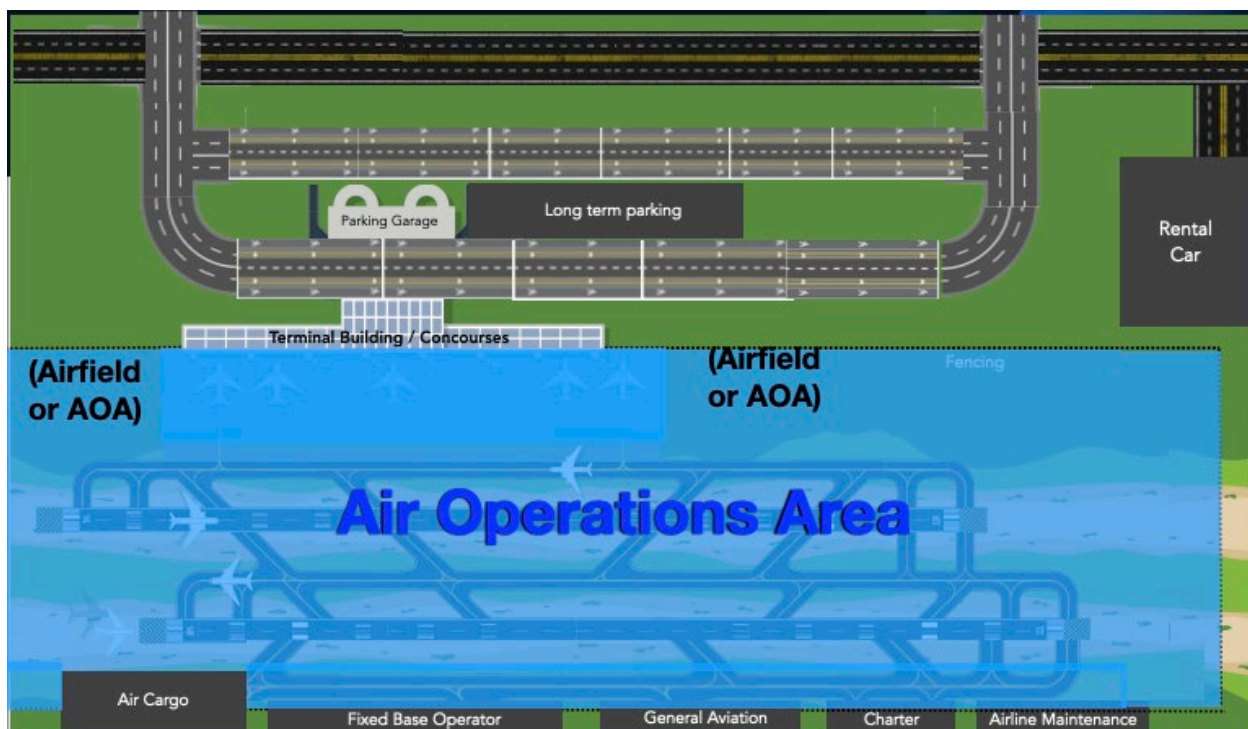 Parking Garage
Long term parking
Rental
Car
Terminal Building / Concourses
(Airfield
or AOA)
(Airfield
or AOA)
Fencing
Air Operations Area
Air Cargo
Fixed Base Operator
General Aviation
Charter
Airline Maintenance